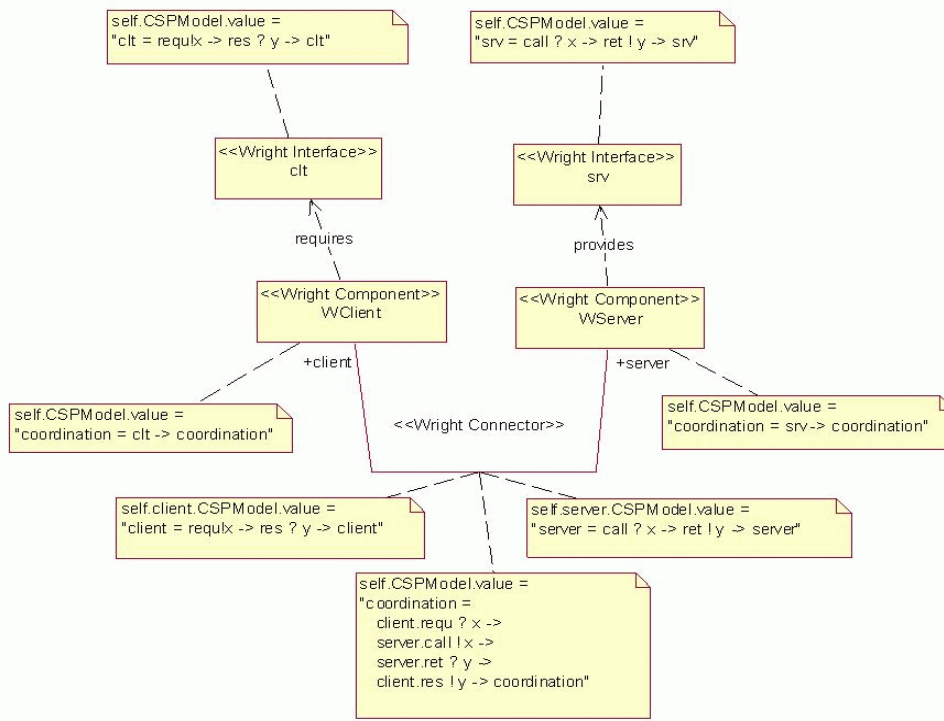 self.CSPModel.value =
"clt = requ!x -> res ? y -> clt"
self.CSPModel.value =
"srv = call ? x -> ret ! y -> srv"
<<Wright Interface>>
clt
<<Wright Interface>>
srv
requires
provides
<<Wright Component>>
WClient
<<Wright Component>>
WServer
+client
+server
self.CSPModel.value =
"coordination = clt -> coordination"
<<Wright Connector>>
self.CSPModel.value =
"coordination = srv -> coordination"
self.client.CSPModel.value =
"client = requ!x -> res ? y -> client"
self.server.CSPModel.value =
"server = call ? x -> ret ! y -> server"
self.CSPModel.value =
"coordination =
client.requ ? x ->
server.call ! x ->
server.ret ? y ->
client.res ! y -> coordination"